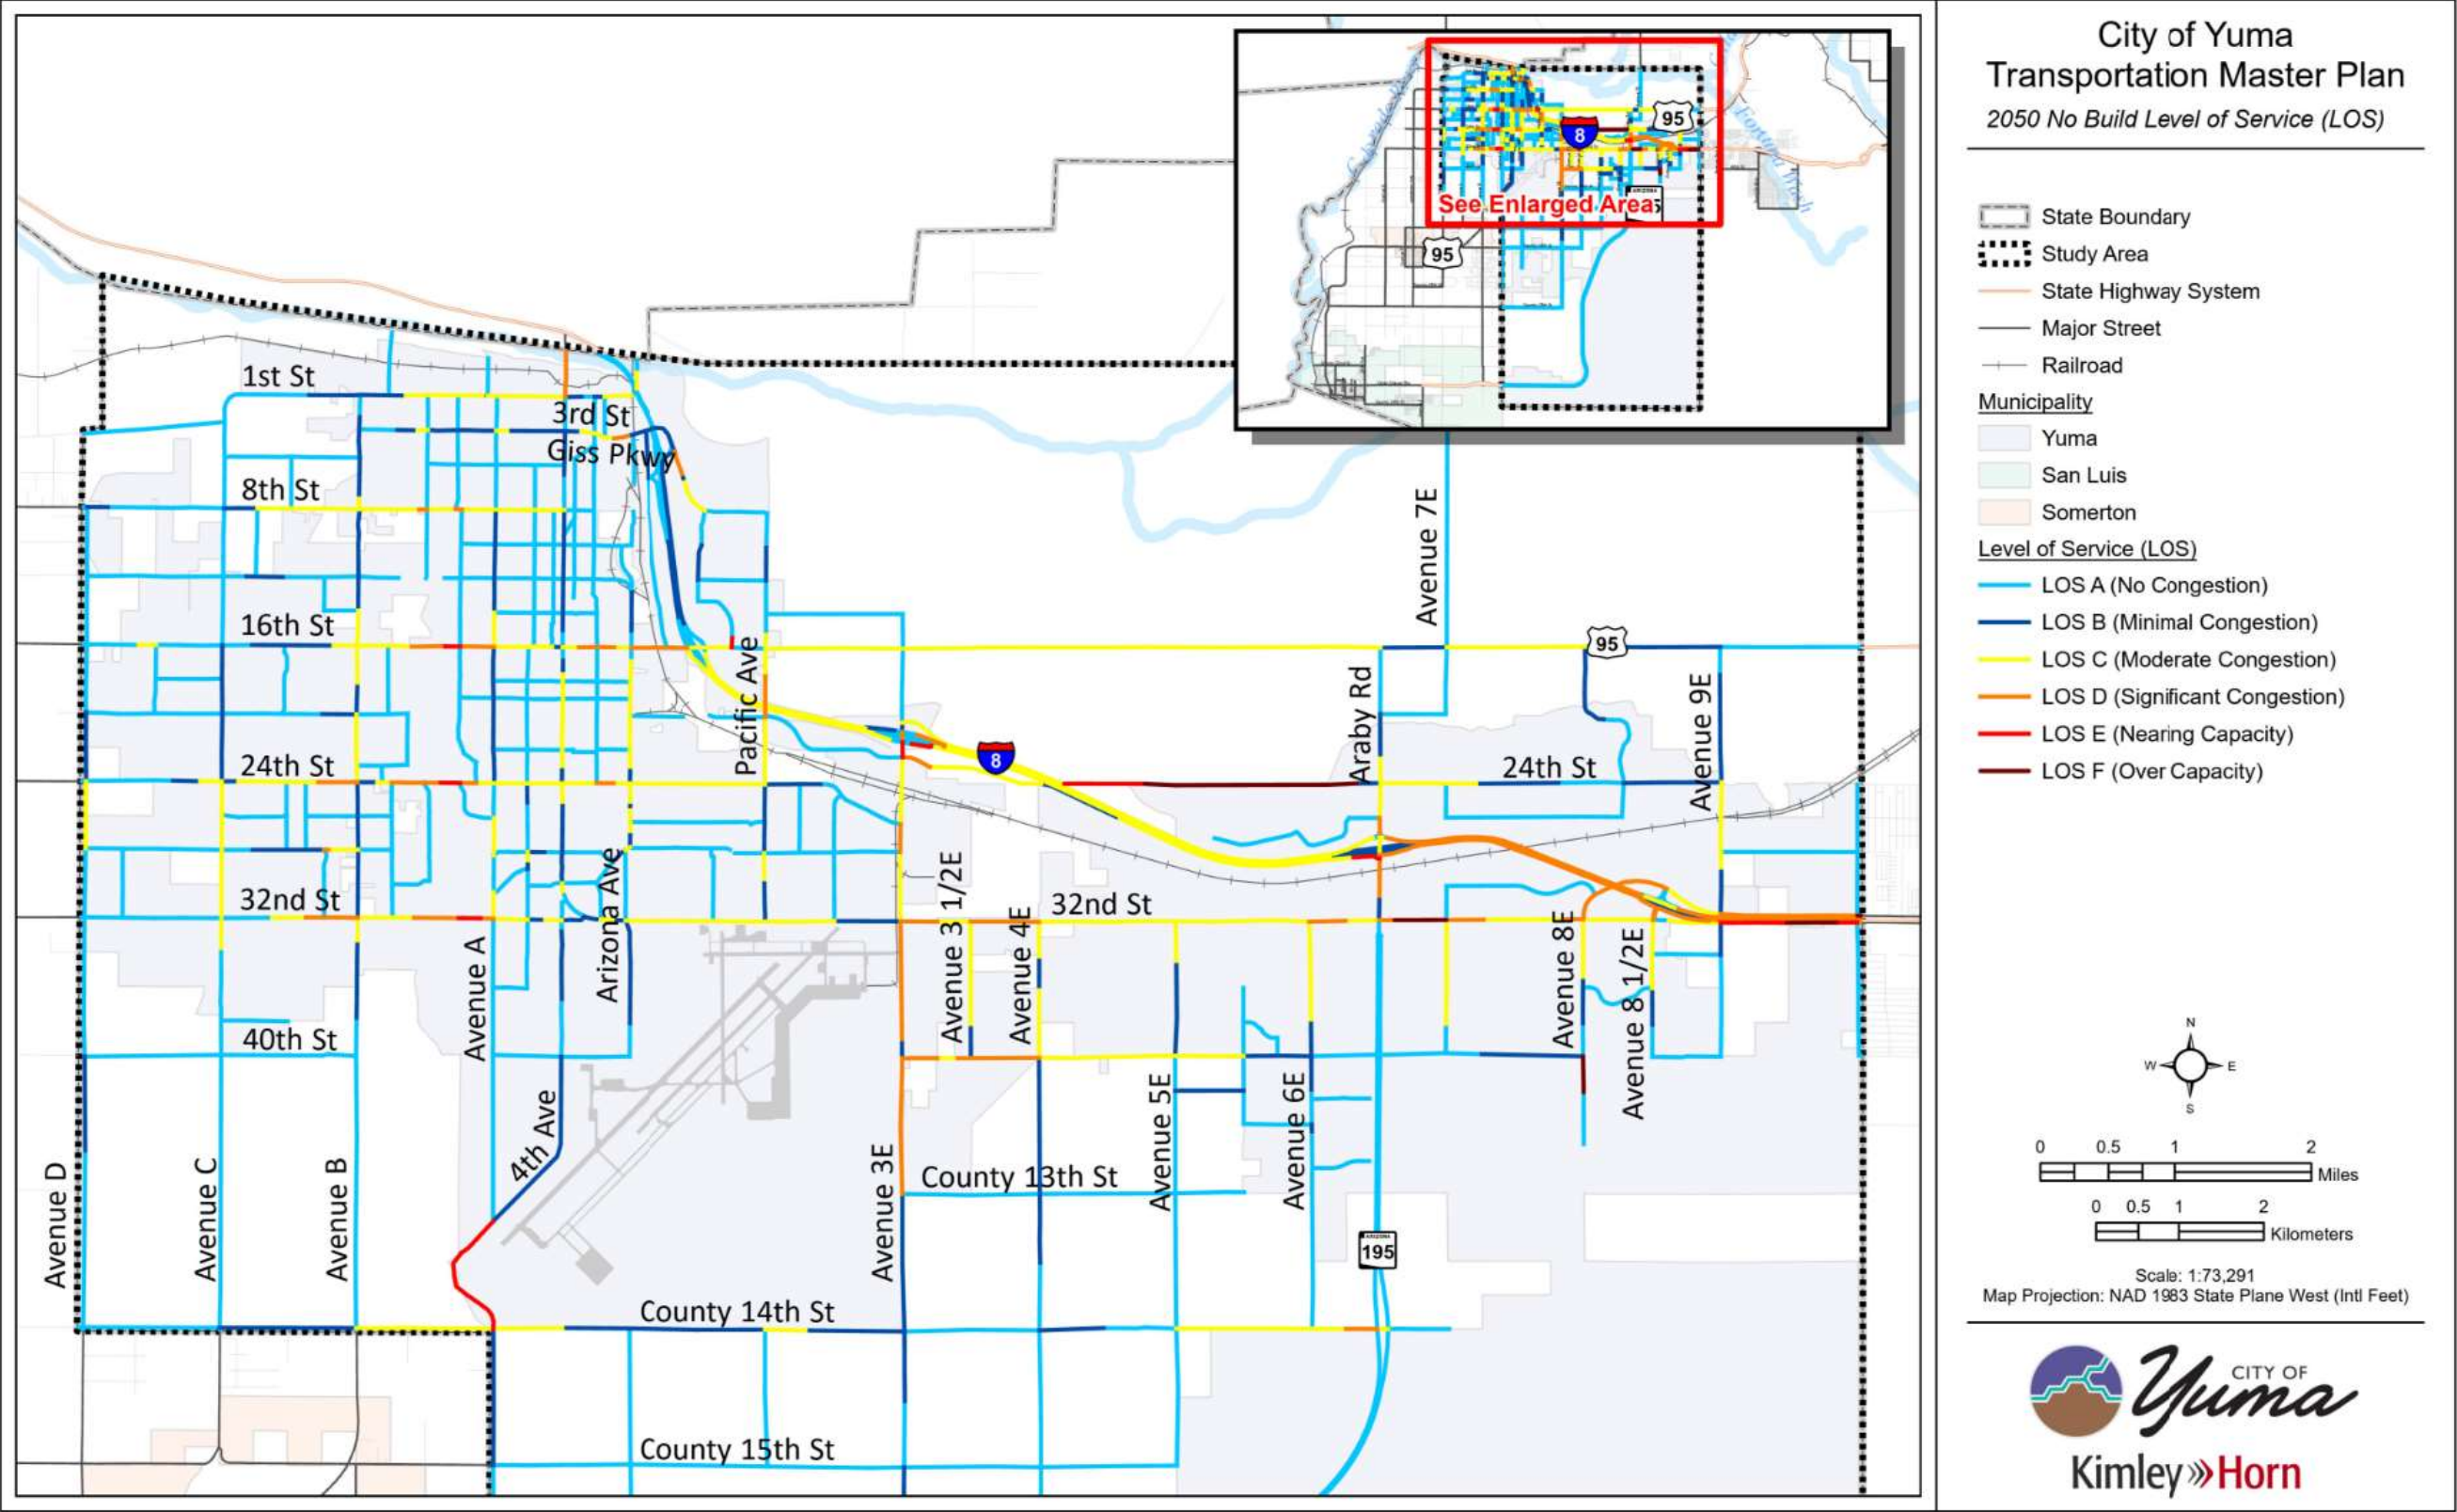 City of Yuma
Transportation Master Plan
2050 No Build Level of Service (LOS)
State Boundary
Study Area
State Highway System
Major Street
Railroad
Municipality
Yuma
San Luis
Somerton
Level of Service (LOS)
LOS A (No Congestion)
LOS B (Minimal Congestion)
LOS C (Moderate Congestion)
LOS D (Significant Congestion)
LOS E (Nearing Capacity)
LOS F (Over Capacity)
N
W E
S
0 0.5 1 2
Miles
0 0.5 1 2
Kilometers
Scale: 1:73,291
Map Projection: NAD 1983 State Plane West (Intl Feet)
CITY OF
Yuma
Kimley»Horn
95
8
See Enlarged Area
ARIZONA
95
1st St
3rd St
Giss Pkwy
8th St
16th St
24th St
32nd St
40th St
Pacific Ave
Avenue 7E
95
Araby Rd
Avenue 9E
8
24th St
Arizona Ave
Avenue 3 1/2E
Avenue 4E
32nd St
Avenue 8E
Avenue 8 1/2E
Avenue A
4th Ave
Avenue D
Avenue C
Avenue B
Avenue 3E
County 13th St
Avenue 5E
Avenue 6E
ARIZONA
195
County 14th St
County 15th St